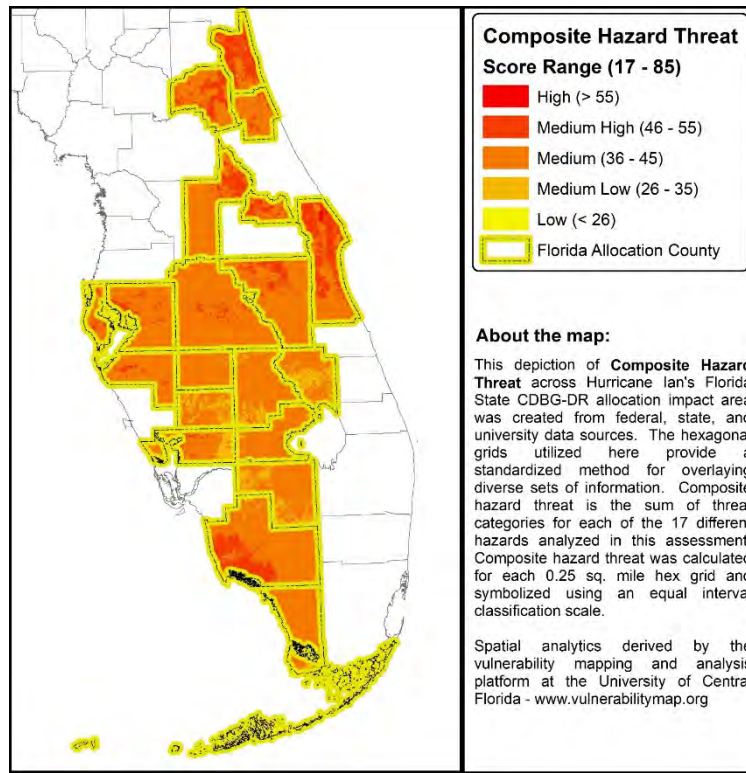 Composite Hazard Threat
Score Range (17 - 85)
High (> 55)
Medium High (46 - 55)
Medium (36 - 45)
Medium Low (26 - 35)
Low (< 26)
Florida Allocation County
About the map:
This depiction of Composite Hazard
Threat across Hurricane Ian's Florida
State CDBG-DR allocation impact area
was created from federal, state, and
university data sources. The hexagonal
grids utilized here provide a
standardized method for overlaying
diverse sets of information. Composite
hazard threat is the sum of threat
categories for each of the 17 different
hazards analyzed in this assessment.
Composite hazard threat was calculated
for each 0.25 sq. mile hex grid and
symbolized using an equal interval
classification scale.
Spatial analytics derived by the
vulnerability mapping and analysis
platform at the University of Central
Florida - www.vulnerabilitymap.org